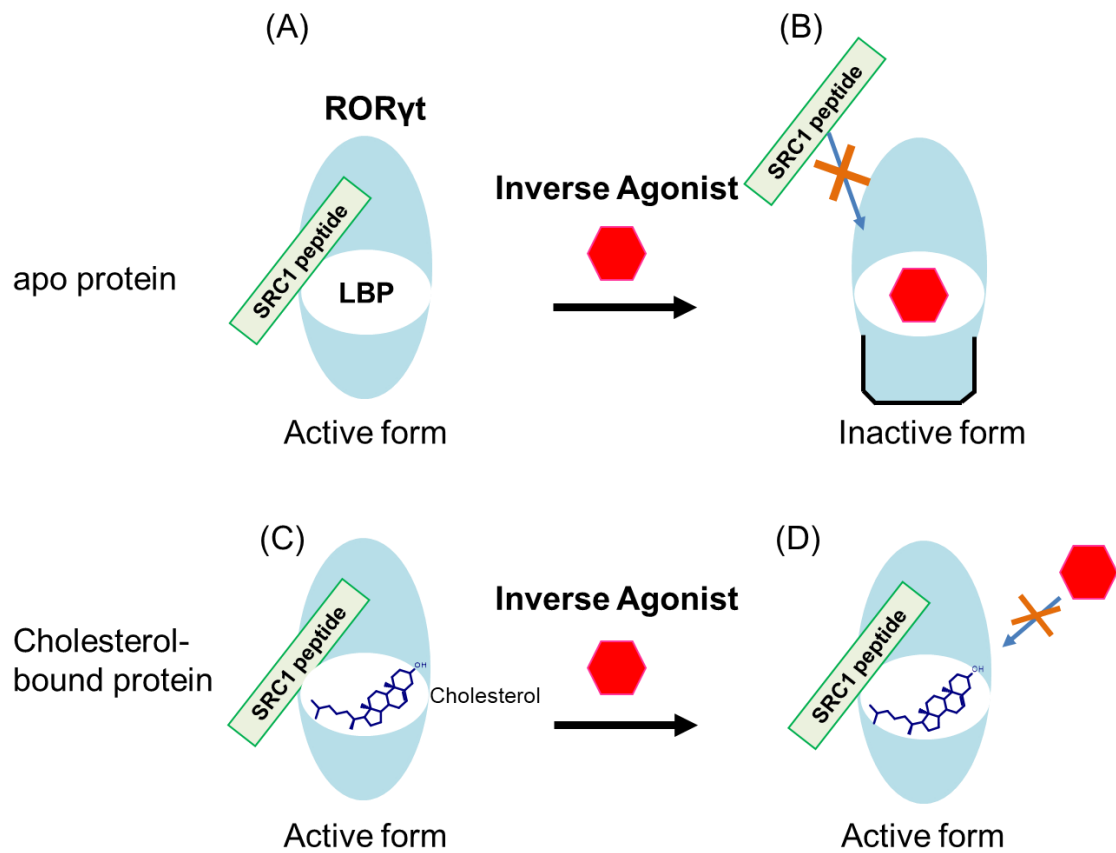 (A)
(B)
RORγt
SRC1 peptide
SRC1 peptide
Inverse Agonist
apo protein
LBP
Active form
Inactive form
(C)
(D)
Inverse Agonist
SRC1 peptide
SRC1 peptide
Cholesterol-
bound protein
OH
Cholesterol
OH
Active form
Active form